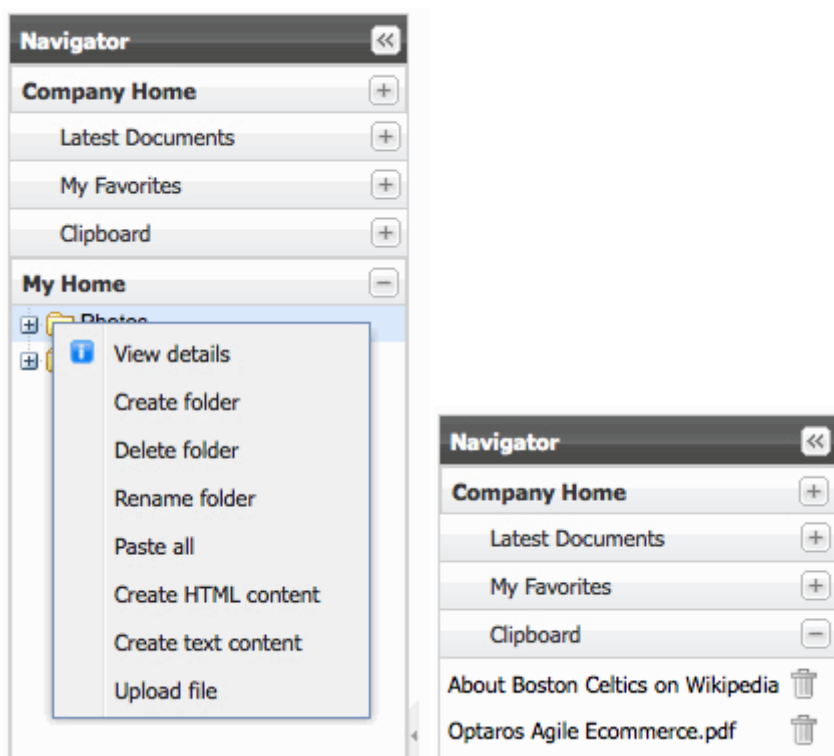 Navigator
Company Home
Latest Documents
My Favorites
Clipboard
My Home
Photos
View details
Create folder
Delete folder
Rename folder
Paste all
Create HTML content
Create text content
Upload file
Navigator
Company Home
Latest Documents
My Favorites
Clipboard
About Boston Celtics on Wikipedia
Optaros Agile Ecommerce.pdf